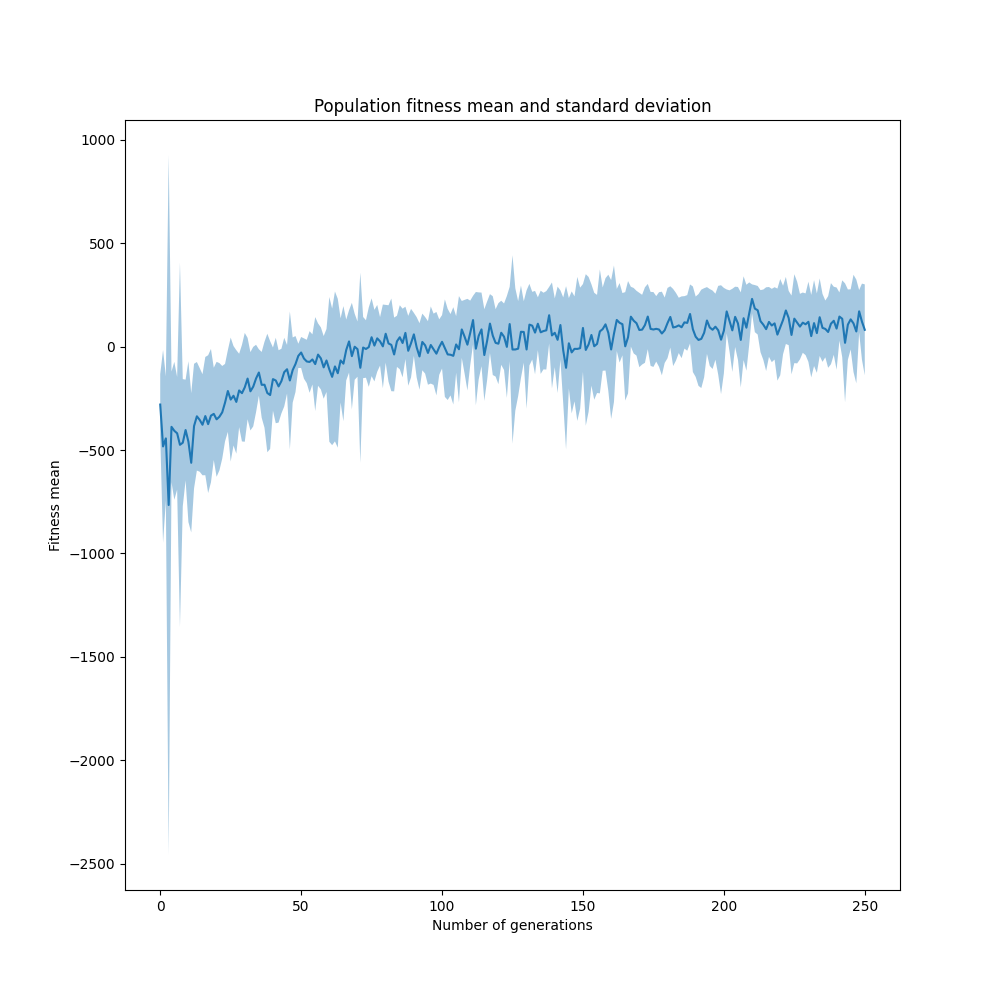 Population fitness mean and standard deviation
1000
500
0
−500
−1000
−1500
−2000
−2500
Fitness mean
0 50 100 150 200 250
Number of generations